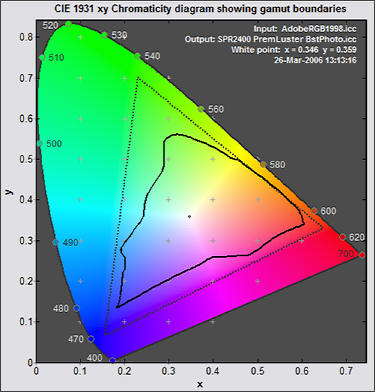 CIE 1931 xy Chromaticity diagram showing gamut boundaries
Input: AdobeRGB1998.icc
Output: SPR2400 PremLuster BstPhoto.icc
White point: x = 0.346 y = 0.359
26-Mar-2006 13:13:16
520
530
540
510
560
500
580
600
620
700
490
480
470
400
0.8
0.7
0.6
0.5
0.4
0.3
0.2
0.1
0
y
0 0.1 0.2 0.3 0.4 0.5 0.6 0.7
x